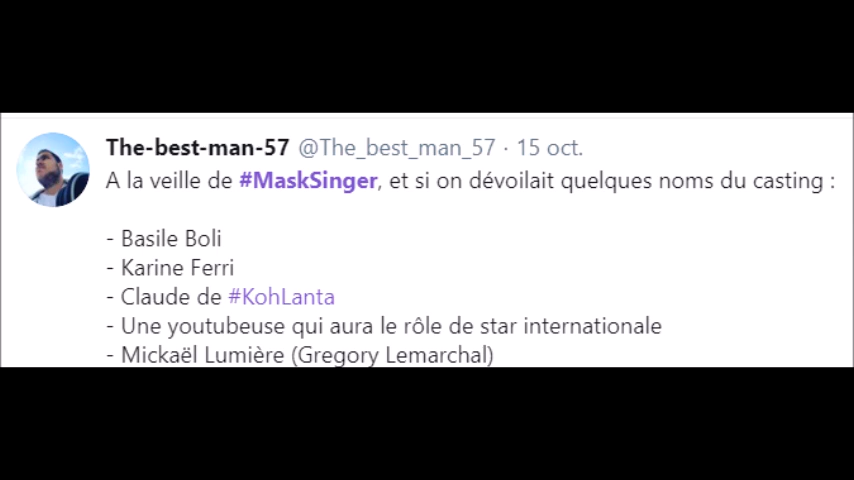 The-best-man-57 @The_best_man_57 · 15 oct.
A la veille de #MaskSinger, et si on dévoilait quelques noms du casting :
- Basile Boli
- Karine Ferri
- Claude de #KohLanta
- Une youtubeuse qui aura le rôle de star internationale
- Mickaël Lumière (Gregory Lemarchal)